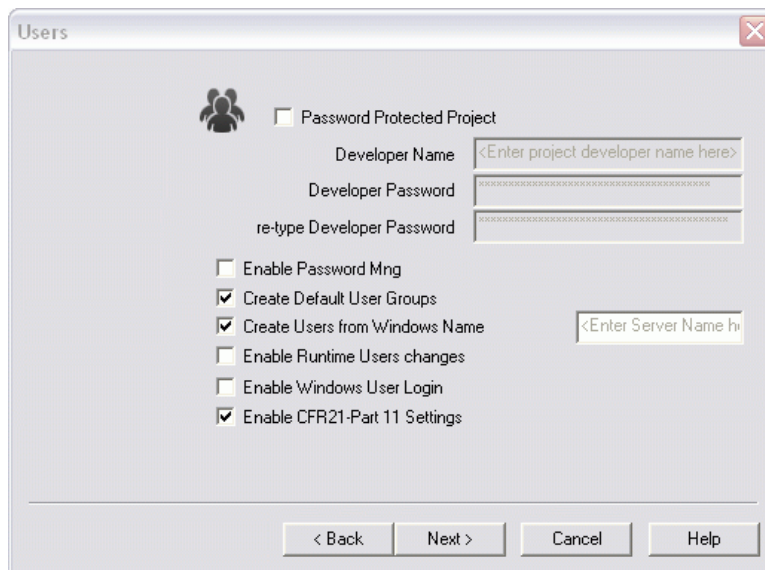 Users
Password Protected Project
Developer Name <Enter project developer name here>
Developer Password
re-type Developer Password
Enable Password Mng
Create Default User Groups
Create Users from Windows Name <Enter Server Name h
Enable Runtime Users changes
Enable Windows User Login
Enable CFR21-Part 11 Settings
< Back Next > Cancel Help